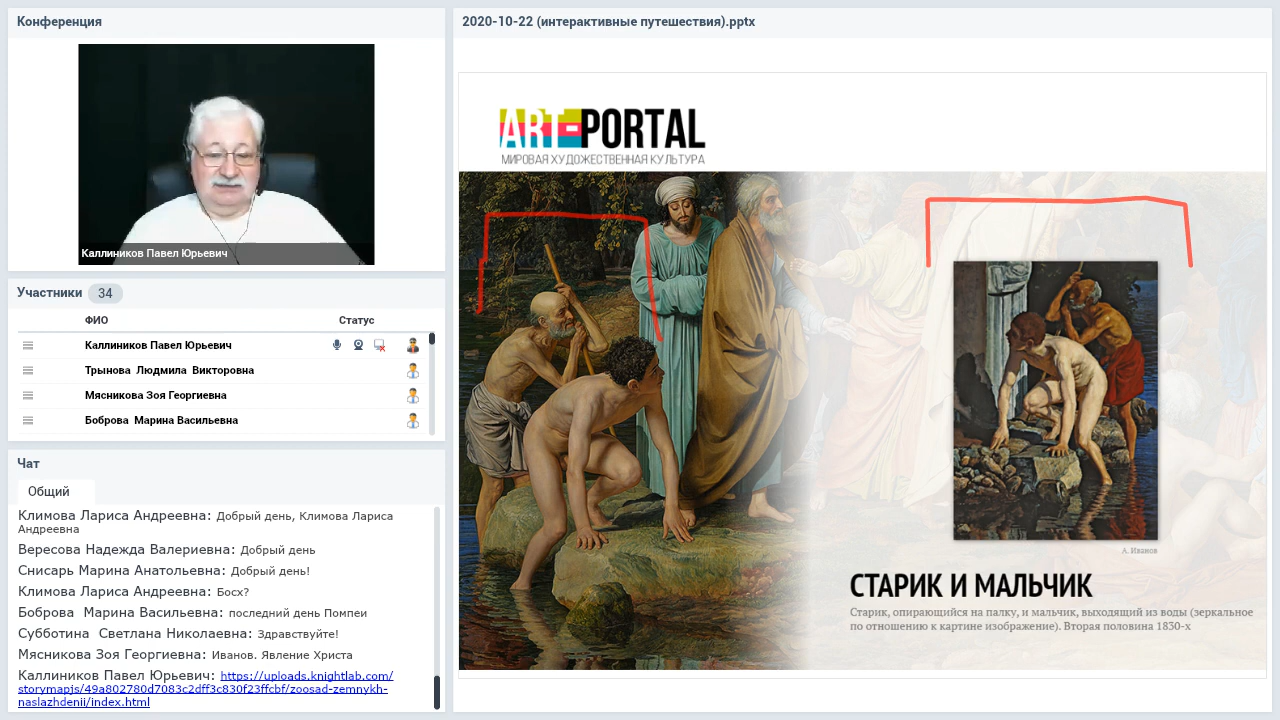 Конференция
Каллиников Павел Юрьевич
Участники 34
ФИО Статус
Каллиников Павел Юрьевич
Трынова Людмила Викторовна
Мясникова Зоя Георгиевна
Боброва Марина Васильевна
Чат
Общий
Климова Лариса Андреевна: Добрый день, Климова Лариса
Андреевна
Вересова Надежда Валериевна: Добрый день
Снисарь Марина Анатольевна: Добрый день!
Климова Лариса Андреевна: Босх?
Боброва Марина Васильевна: последний день Помпеи
Субботина Светлана Николаевна: Здравствуйте!
Мясникова Зоя Георгиевна: Иванов. Явление Христа
Каллиников Павел Юрьевич: https://uploads.knightlab.com/
storymapjs/49a802780d7083c2dff3c830f23ffcbf/zoosad-zemnykh-
naslazhdenii/index.html
2020-10-22 (интерактивные путешествия).pptx
ART-PORTAL
МИРОВАЯ ХУДОЖЕСТВЕННАЯ КУЛЬТУРА
А. Иванов
СТАРИК И МАЛЬЧИК
Старик, опирающийся на палку, и мальчик, выходящий из воды (зеркальное
по отношению к картине изображение). Вторая половина 1830-х